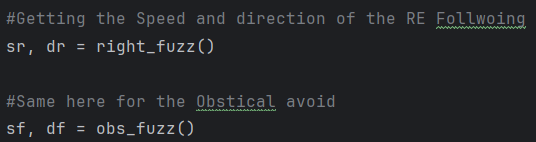 #Getting the Speed and direction of the RE Follwoing
sr, dr = right_fuzz()
#Same here for the Obstical avoid
sf, df = obs_fuzz()